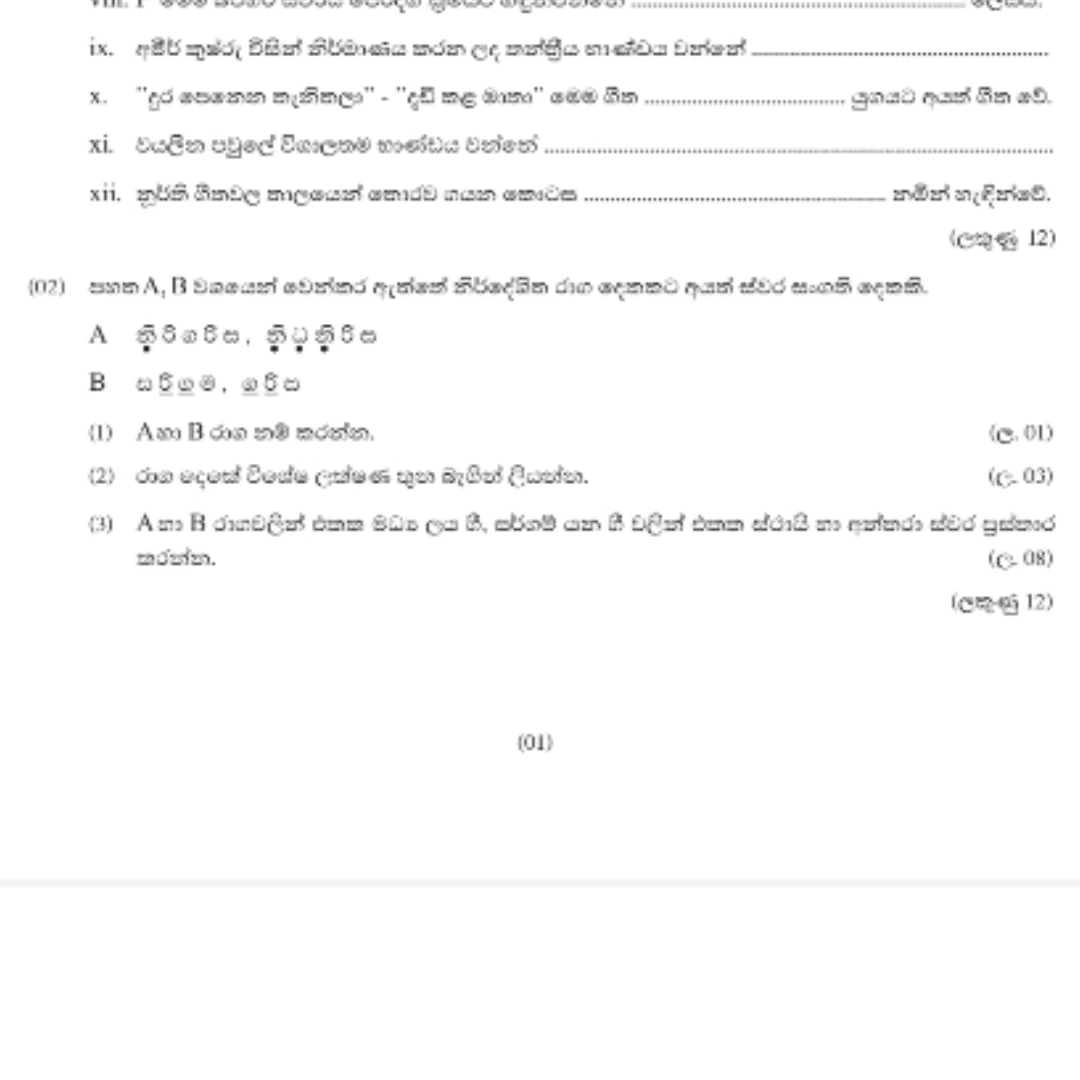 ix. අමීර් කුෂ්රු විසින් නිර්මාණය කරන ලද තන්ත්‍රීය භාණ්ඩය වන්නේ ..........
x. "දුර පෙනෙන තැනිතලා" - "දැඩි කළ මාතා" මෙම ගීත .......... යුගයට අයත් ගීත වේ.
xi. වයලීන පවුලේ විශාලතම භාණ්ඩය වන්නේ ..........
xii. නූර්ති ගීතවල තාලයෙන් තොරව ගයන කොටස .......... නමින් හැඳින්වේ.
(ලකුණු 12)
(02) පහත A, B වශයෙන් වෙන්කර ඇත්තේ නිර්දේශිත රාග දෙකකට අයත් ස්වර සංගති දෙකකි.
A නි़ රි ග රි ස , නි़ ධ़ නි़ රි ස
B ස රි̲ ග̲ ම , ග̲ රි̲ ස
(1) A හා B රාග නම් කරන්න. (ල. 01)
(2) රාග දෙකේ විශේෂ ලක්ෂණ තුන බැගින් ලියන්න. (ල. 03)
(3) A හා B රාගවලින් එකක මධ්‍ය ලය ගී, සර්ගම් යන ගී වලින් එකක ස්ථායි හා අන්තරා ස්වර ප්‍රස්තාර
කරන්න. (ල. 08)
(ලකුණු 12)
(01)